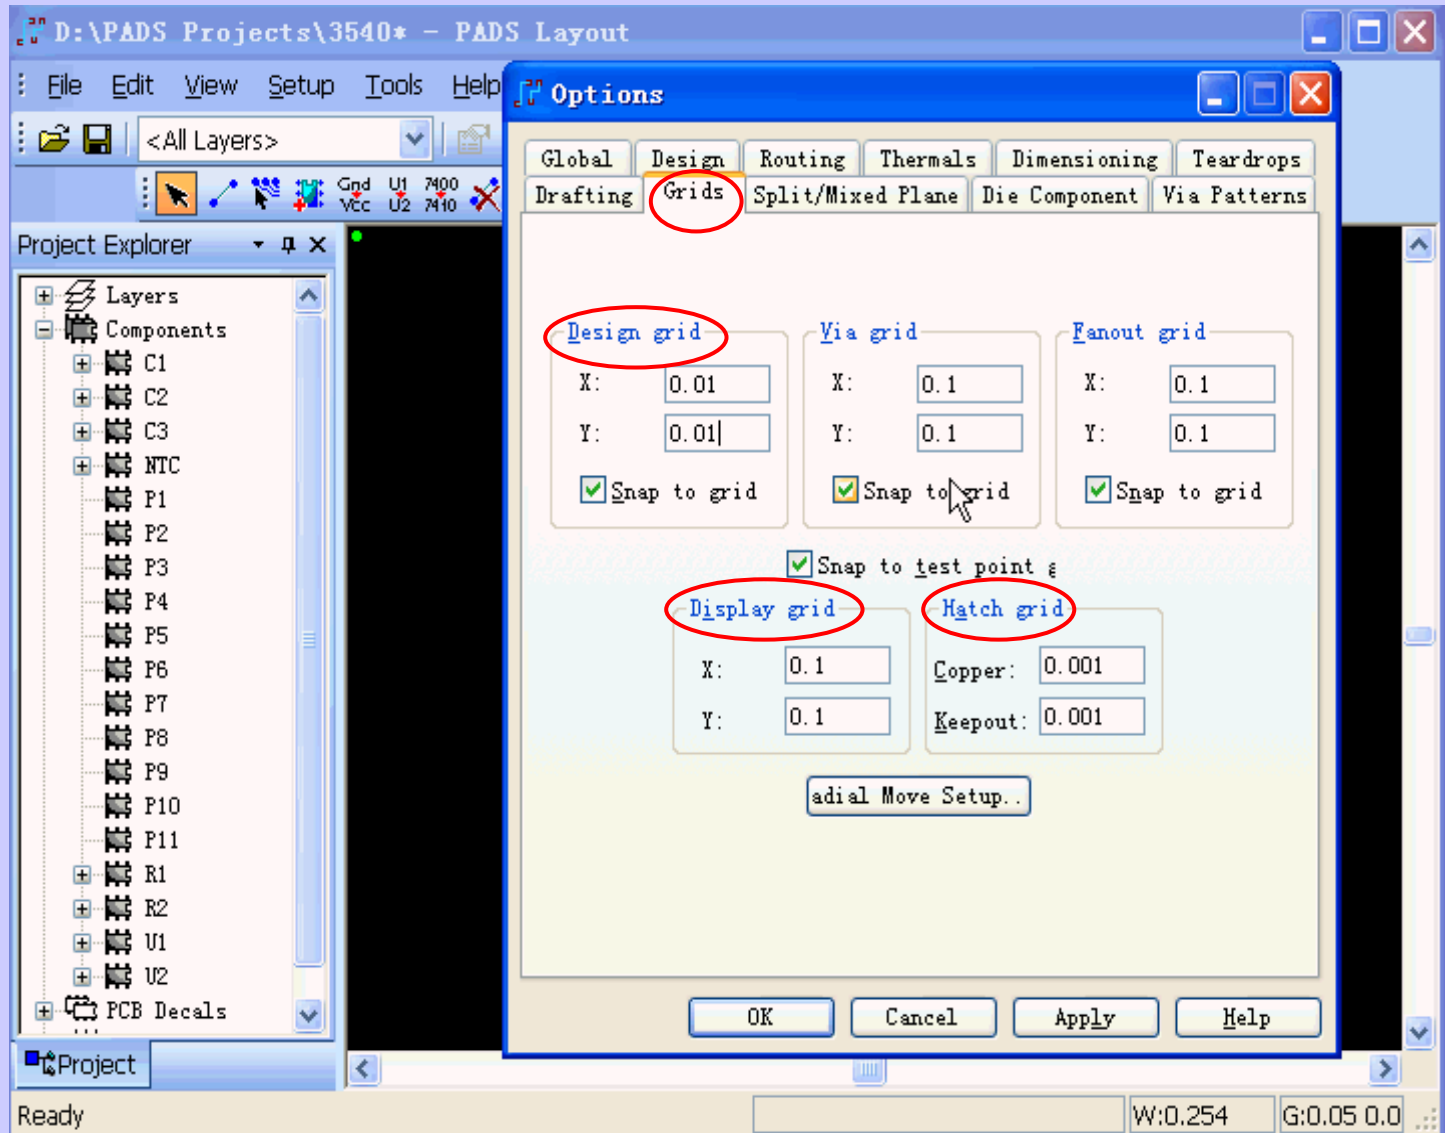 D:\PADS Projects\3540* - PADS Layout
File Edit View Setup Tools Help
<All Layers>
Gnd Vcc U1 U2 7400 7410
Project Explorer
Layers
Components
C1
C2
C3
NTC
P1
P2
P3
P4
P5
P6
P7
P8
P9
P10
P11
R1
R2
U1
U2
PCB Decals
Project
Ready
W:0.254
G:0.05 0.0
Options
Global Design Routing Thermals Dimensioning Teardrops
Drafting Grids Split/Mixed Plane Die Component Via Patterns
Design grid
X: 0.01
Y: 0.01
Snap to grid
Via grid
X: 0.1
Y: 0.1
Snap to grid
Fanout grid
X: 0.1
Y: 0.1
Snap to grid
Snap to test point g
Display grid
X: 0.1
Y: 0.1
Hatch grid
Copper: 0.001
Keepout: 0.001
adial Move Setup..
OK Cancel Apply Help